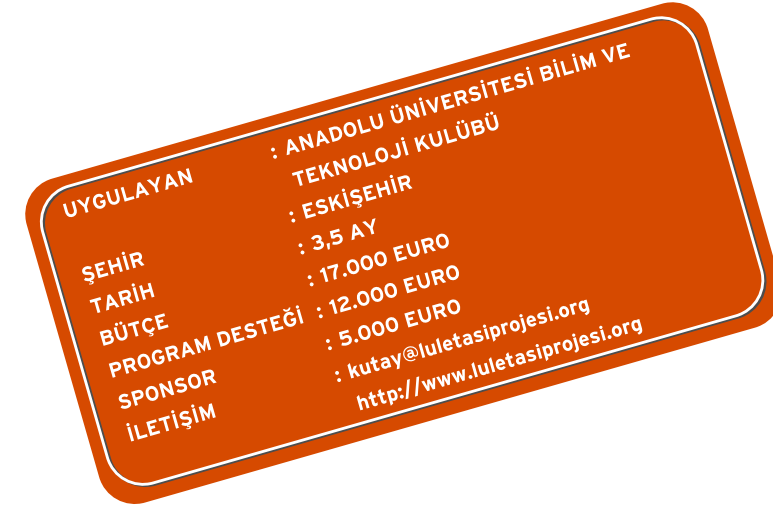 UYGULAYAN : ANADOLU ÜNİVERSİTESİ BİLİM VE
TEKNOLOJİ KULÜBÜ
ŞEHİR : ESKİŞEHİR
TARİH : 3,5 AY
BÜTÇE : 17.000 EURO
PROGRAM DESTEĞİ : 12.000 EURO
SPONSOR : 5.000 EURO
İLETİŞİM : kutay@luletasiprojesi.org
http://www.luletasiprojesi.org